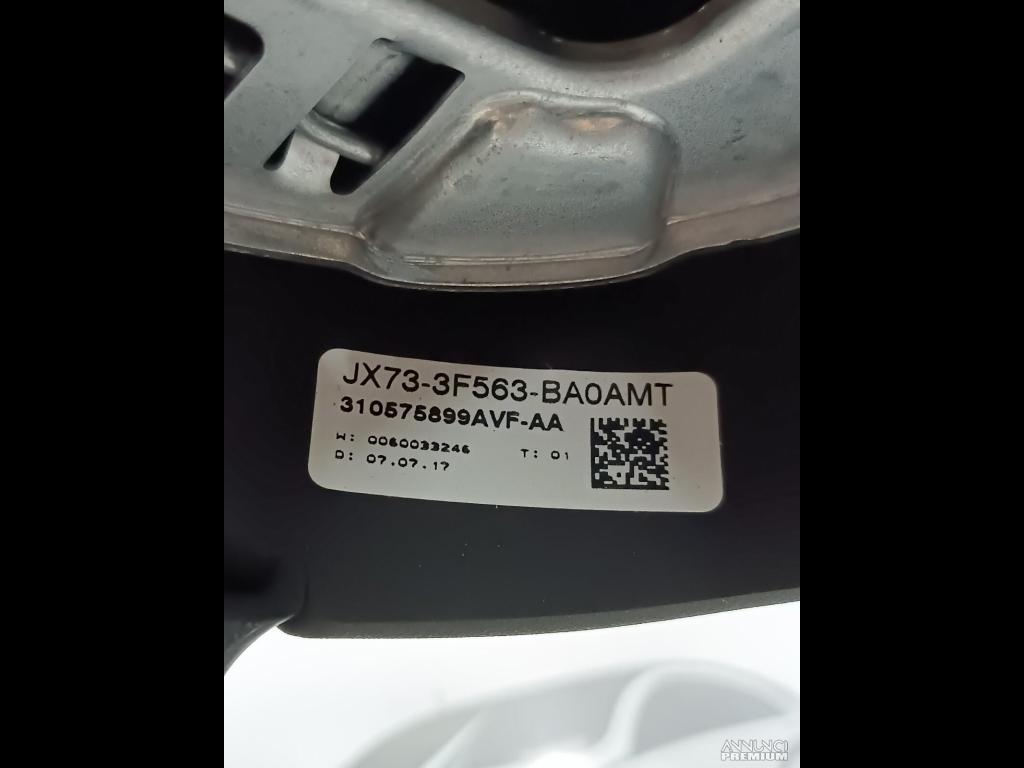 JX73-3F563-BA0AMT
310575899AVF-AA
W: 0060033246
T: 01
D: 07.07.17
ANNUNCI
PREMIUM